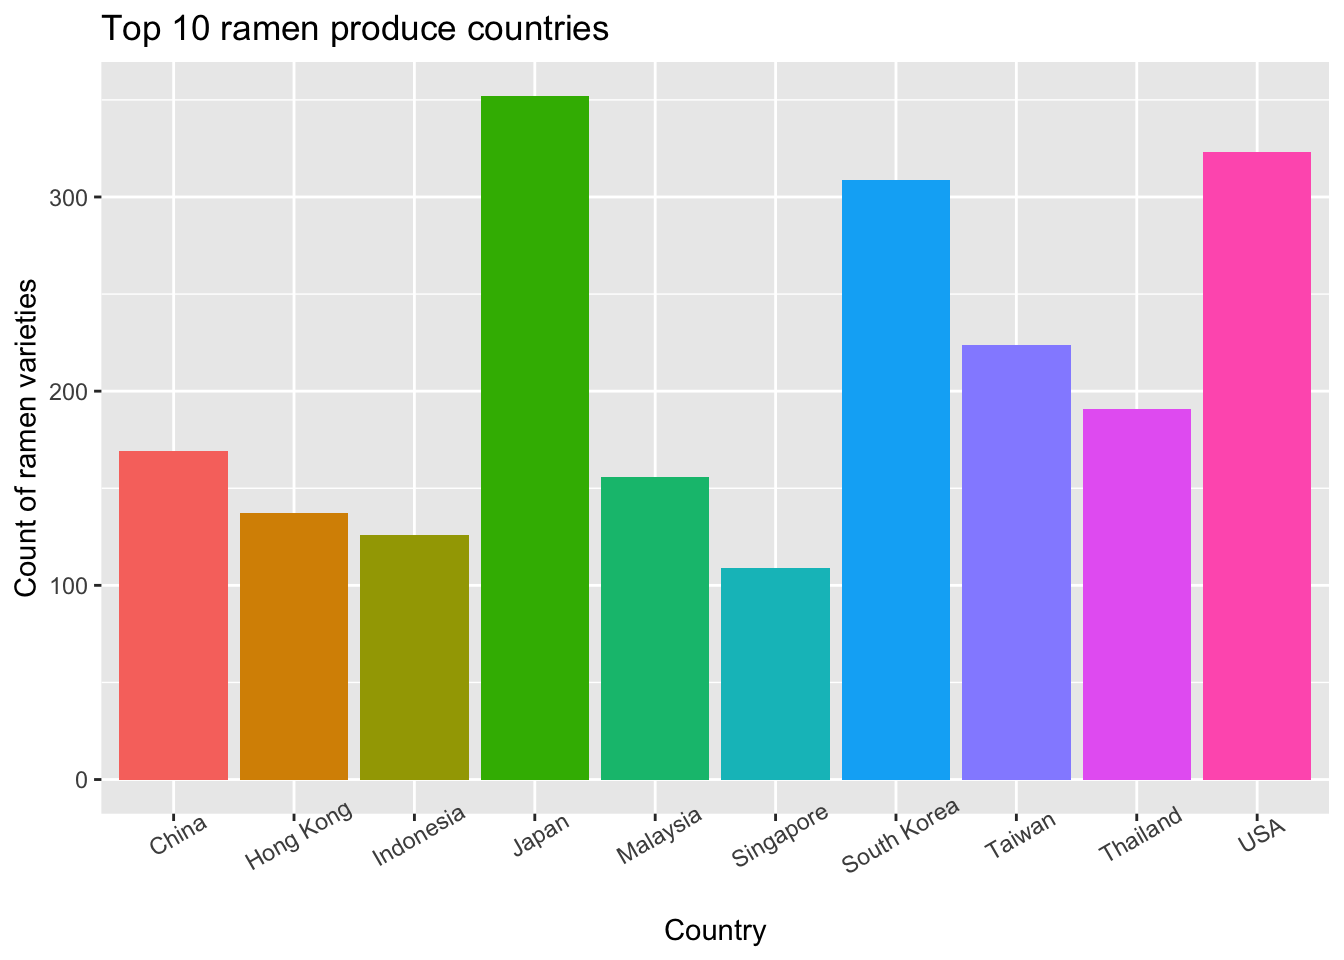 Top 10 ramen produce countries
Count of ramen varieties
300
200
100
0
China
Hong Kong
Indonesia
Japan
Malaysia
Singapore
South Korea
Taiwan
Thailand
USA
Country